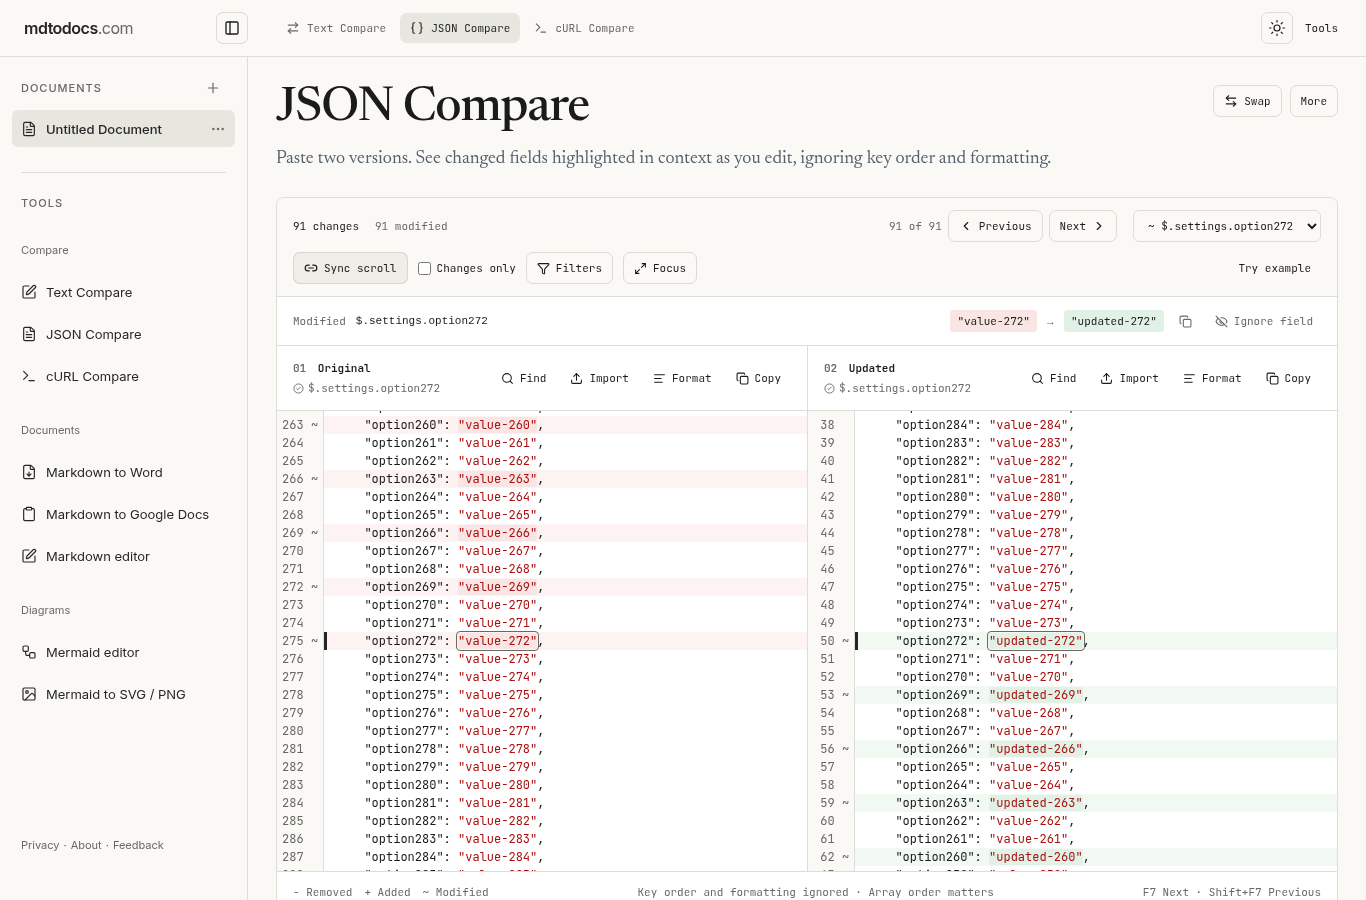 mdtodocs.com
Text Compare
{} JSON Compare
cURL Compare
Tools
DOCUMENTS
Untitled Document
TOOLS
Compare
Text Compare
JSON Compare
cURL Compare
Documents
Markdown to Word
Markdown to Google Docs
Markdown editor
Diagrams
Mermaid editor
Mermaid to SVG / PNG
Privacy · About · Feedback
JSON Compare
Swap
More
Paste two versions. See changed fields highlighted in context as you edit, ignoring key order and formatting.
91 changes 91 modified
91 of 91
Previous
Next
~ $.settings.option272
Sync scroll
Changes only
Filters
Focus
Try example
Modified $.settings.option272
"value-272" → "updated-272"
Ignore field
01 Original
$.settings.option272
Find
Import
Format
Copy
263 ~ "option260": "value-260",
264 "option261": "value-261",
265 "option262": "value-262",
266 ~ "option263": "value-263",
267 "option264": "value-264",
268 "option265": "value-265",
269 ~ "option266": "value-266",
270 "option267": "value-267",
271 "option268": "value-268",
272 ~ "option269": "value-269",
273 "option270": "value-270",
274 "option271": "value-271",
275 ~ "option272": "value-272",
276 "option273": "value-273",
277 "option274": "value-274",
278 "option275": "value-275",
279 "option276": "value-276",
280 "option277": "value-277",
281 "option278": "value-278",
282 "option279": "value-279",
283 "option280": "value-280",
284 "option281": "value-281",
285 "option282": "value-282",
286 "option283": "value-283",
287 "option284": "value-284",
02 Updated
$.settings.option272
Find
Import
Format
Copy
38 "option284": "value-284",
39 "option283": "value-283",
40 "option282": "value-282",
41 "option281": "value-281",
42 "option280": "value-280",
43 "option279": "value-279",
44 "option278": "value-278",
45 "option277": "value-277",
46 "option276": "value-276",
47 "option275": "value-275",
48 "option274": "value-274",
49 "option273": "value-273",
50 ~ "option272": "updated-272",
51 "option271": "value-271",
52 "option270": "value-270",
53 ~ "option269": "updated-269",
54 "option268": "value-268",
55 "option267": "value-267",
56 ~ "option266": "updated-266",
57 "option265": "value-265",
58 "option264": "value-264",
59 ~ "option263": "updated-263",
60 "option262": "value-262",
61 "option261": "value-261",
62 ~ "option260": "updated-260",
- Removed + Added ~ Modified
Key order and formatting ignored · Array order matters
F7 Next · Shift+F7 Previous